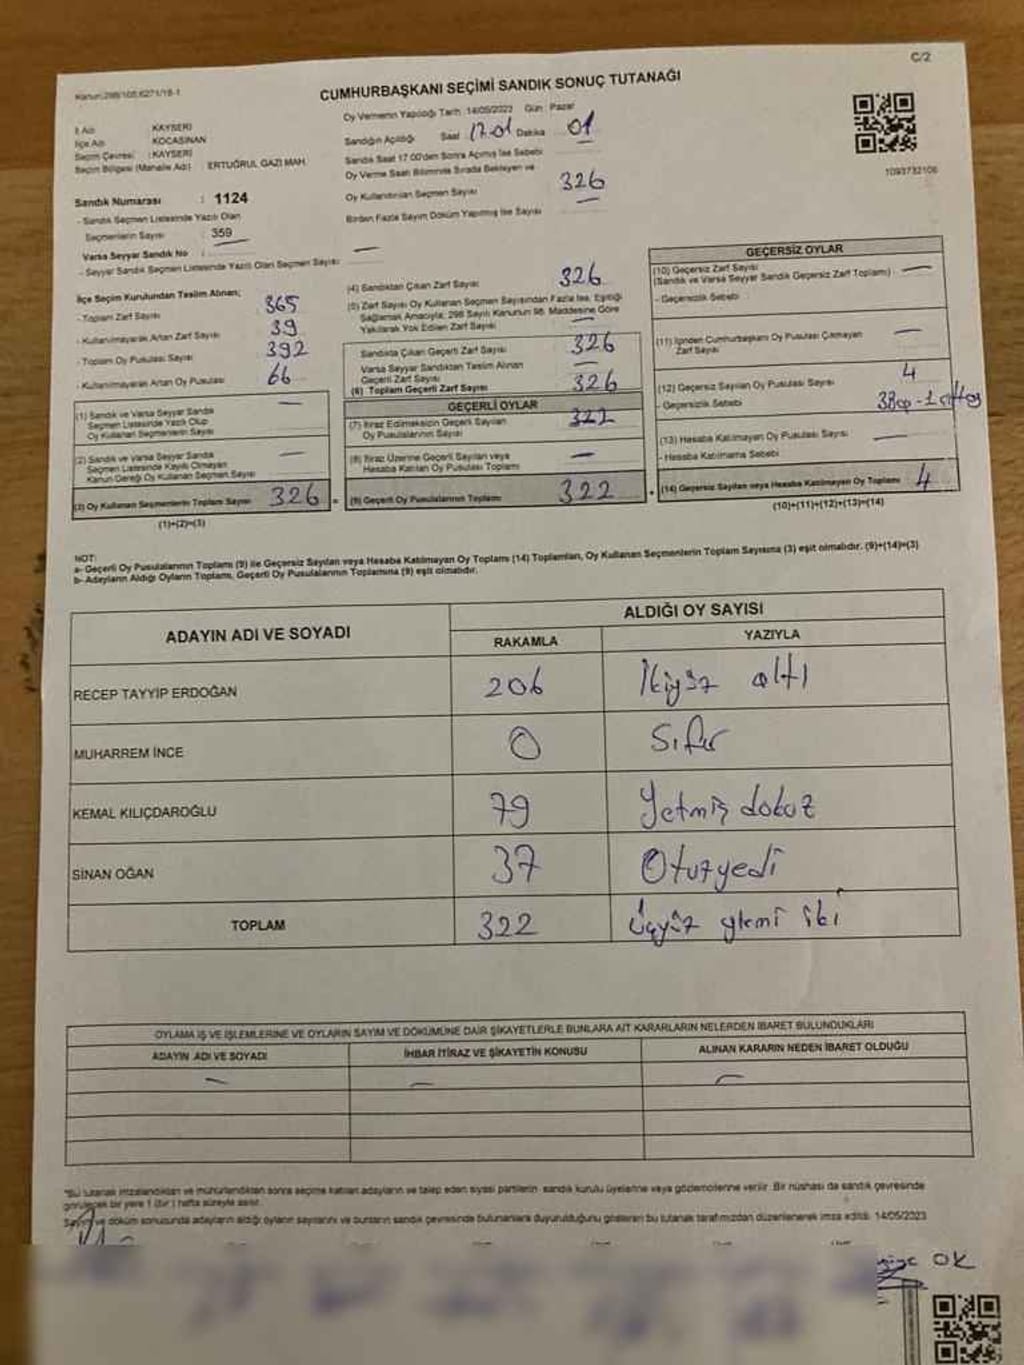 C/2
Kanun:298/105;6271/18-1
CUMHURBAŞKANI SEÇİMİ SANDIK SONUÇ TUTANAĞI
İl Adı KAYSERİ
İlçe Adı KOCASİNAN
Seçim Çevresi : KAYSERİ
Seçim Bölgesi (Mahalle Adı) : ERTUĞRUL GAZİ MAH.
Sandık Numarası : 1124
- Sandık Seçmen Listesinde Yazılı Olan
Seçmenlerin Sayısı : 359
Varsa Seyyar Sandık No :
- Seyyar Sandık Seçmen Listesinde Yazılı Olan Seçmen Sayısı :
Oy Vermenin Yapıldığı Tarih :14/05/2023 Gün : Pazar
Sandığın Açıldığı Saat 17.01 Dakika 01
Sandık Saat 17.00'den Sonra Açılmış İse Sebebi
Oy Verme Saati Bitiminde Sırada Bekleyen ve
Oy Kullandırılan Seçmen Sayısı 326
Birden Fazla Sayım Döküm Yapılmış İse Sayısı
1093732106
İlçe Seçim Kurulundan Teslim Alınan;
- Toplam Zarf Sayısı 365
- Kullanılmayarak Artan Zarf Sayısı 39
- Toplam Oy Pusulası Sayısı 392
- Kullanılmayarak Artan Oy Pusulası 66
(1) Sandık ve Varsa Seyyar Sandık
Seçmen Listesinde Yazılı Olup
Oy Kullanan Seçmenlerin Sayısı —
(2) Sandık ve Varsa Seyyar Sandık
Seçmen Listesinde Kayıtlı Olmayan
Kanun Gereği Oy Kullanan Seçmen Sayısı —
(3) Oy Kullanan Seçmenlerin Toplam Sayısı 326
(1)+(2)=(3)
(4) Sandıktan Çıkan Zarf Sayısı 326
(5) Zarf Sayısı Oy Kullanan Seçmen Sayısından Fazla İse, Eşitliği
Sağlamak Amacıyla; 298 Sayılı Kanunun 98. Maddesine Göre
Yakılarak Yok Edilen Zarf Sayısı —
Sandıkta Çıkan Geçerli Zarf Sayısı 326
Varsa Seyyar Sandıktan Teslim Alınan
Geçerli Zarf Sayısı —
(6) Toplam Geçerli Zarf Sayısı 326
GEÇERLİ OYLAR
(7) İtiraz Edilmeksizin Geçerli Sayılan
Oy Pusulalarının Sayısı 322
(8) İtiraz Üzerine Geçerli Sayılan veya
Hesaba Katılan Oy Pusulası Toplamı —
= (9) Geçerli Oy Pusulalarının Toplamı 322
GEÇERSİZ OYLAR
(10) Geçersiz Zarf Sayısı —
(Sandık ve Varsa Seyyar Sandık Geçersiz Zarf Toplamı)
- Geçersizlik Sebebi
(11) İçinden Cumhurbaşkanı Oy Pusulası Çıkmayan —
Zarf Sayısı
(12) Geçersiz Sayılan Oy Pusulası Sayısı 4
- Geçersizlik Sebebi
(13) Hesaba Katılmayan Oy Pusulası Sayısı —
- Hesaba Katılmama Sebebi
+ (14) Geçersiz Sayılan veya Hesaba Katılmayan Oy Toplamı 4
(10)+(11)+(12)+(13)=(14)
NOT:
a- Geçerli Oy Pusulalarının Toplamı (9) ile Geçersiz Sayılan veya Hesaba Katılmayan Oy Toplamı (14) Toplamları, Oy Kullanan Seçmenlerin Toplam Sayısına (3) eşit olmalıdır. (9)+(14)=(3)
b- Adayların Aldığı Oyların Toplamı, Geçerli Oy Pusulalarının Toplamına (9) eşit olmalıdır.
ADAYIN ADI VE SOYADI
ALDIĞI OY SAYISI
RAKAMLA YAZIYLA
RECEP TAYYİP ERDOĞAN 206 İkiyüz altı
MUHARREM İNCE 0 Sıfır
KEMAL KILIÇDAROĞLU 79 Yetmiş dokuz
SİNAN OĞAN 37 Otuzyedi
TOPLAM 322 Üçyüz yirmi iki
OYLAMA İŞ VE İŞLEMLERİNE VE OYLARIN SAYIM VE DÖKÜMÜNE DAİR ŞİKAYETLERLE BUNLARA AİT KARARLARIN NELERDEN İBARET BULUNDUKLARI
ADAYIN ADI VE SOYADI İHBAR İTİRAZ VE ŞİKAYETİN KONUSU ALINAN KARARIN NEDEN İBARET OLDUĞU
— — —
*Bu tutanak imzalandıktan ve mühürlendikten sonra seçime katılan adayların ve talep eden siyasi partilerin sandık kurulu üyelerine veya gözlemcilerine verilir. Bir nüshası da sandık çevresinde
görülecek bir yere 1 (bir) hafta süreyle asılır.
Sayım ve döküm sonucunda adayların aldığı oyların sayılarını ve bunların sandık çevresinde bulunanlara duyurulduğunu gösteren bu tutanak tarafımızdan düzenlenerek imza edildi. 14/05/2023
OK